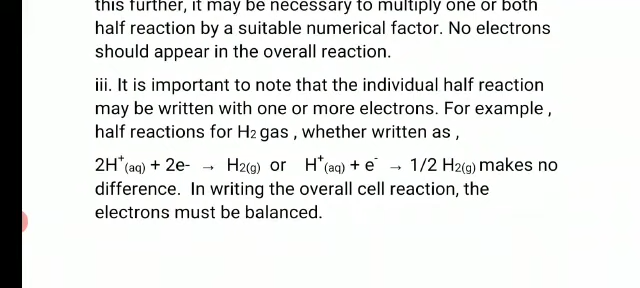 this further, it may be necessary to multiply one or both
half reaction by a suitable numerical factor. No electrons
should appear in the overall reaction.
iii. It is important to note that the individual half reaction
may be written with one or more electrons. For example ,
half reactions for H₂ gas , whether written as ,
2H⁺(aq) + 2e- → H₂(g) or H⁺(aq) + e⁻ → 1/2 H₂(g) makes no
difference. In writing the overall cell reaction, the
electrons must be balanced.